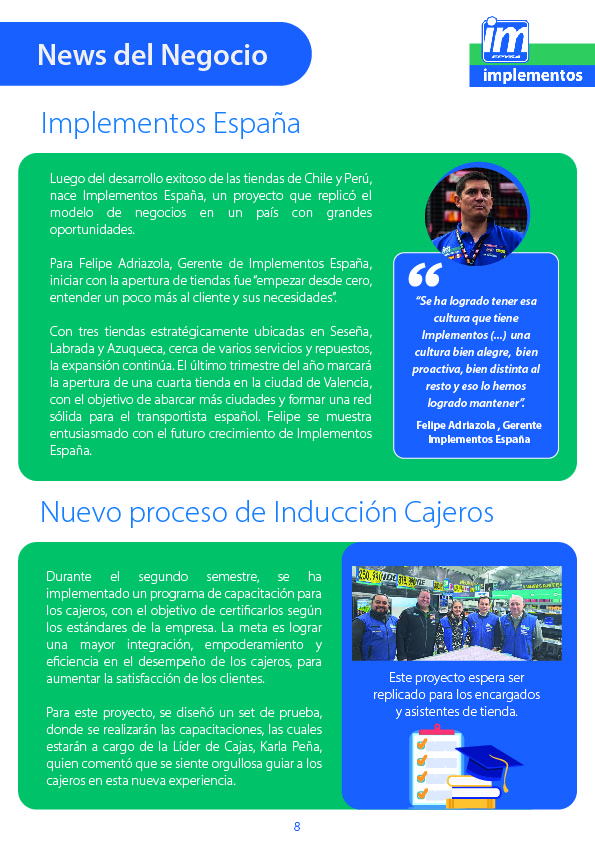 News del Negocio
im
EPYSA
implementos
Implementos España
Luego del desarrollo exitoso de las tiendas de Chile y Perú,
nace Implementos España, un proyecto que replicó el
modelo de negocios en un país con grandes
oportunidades.
Para Felipe Adriazola, Gerente de Implementos España,
iniciar con la apertura de tiendas fue “empezar desde cero,
entender un poco más al cliente y sus necesidades”.
Con tres tiendas estratégicamente ubicadas en Seseña,
Labrada y Azuqueca, cerca de varios servicios y repuestos,
la expansión continúa. El último trimestre del año marcará
la apertura de una cuarta tienda en la ciudad de Valencia,
con el objetivo de abarcar más ciudades y formar una red
sólida para el transportista español. Felipe se muestra
entusiasmado con el futuro crecimiento de Implementos
España.
“Se ha logrado tener esa
cultura que tiene
Implementos (...) una
cultura bien alegre, bien
proactiva, bien distinta al
resto y eso lo hemos
logrado mantener”.
Felipe Adriazola , Gerente
Implementos España
Nuevo proceso de Inducción Cajeros
Durante el segundo semestre, se ha
implementado un programa de capacitación para
los cajeros, con el objetivo de certificarlos según
los estándares de la empresa. La meta es lograr
una mayor integración, empoderamiento y
eficiencia en el desempeño de los cajeros, para
aumentar la satisfacción de los clientes.
Para este proyecto, se diseñó un set de prueba,
donde se realizarán las capacitaciones, las cuales
estarán a cargo de la Líder de Cajas, Karla Peña,
quien comentó que se siente orgullosa guiar a los
cajeros en esta nueva experiencia.
Este proyecto espera ser
replicado para los encargados
y asistentes de tienda.
8